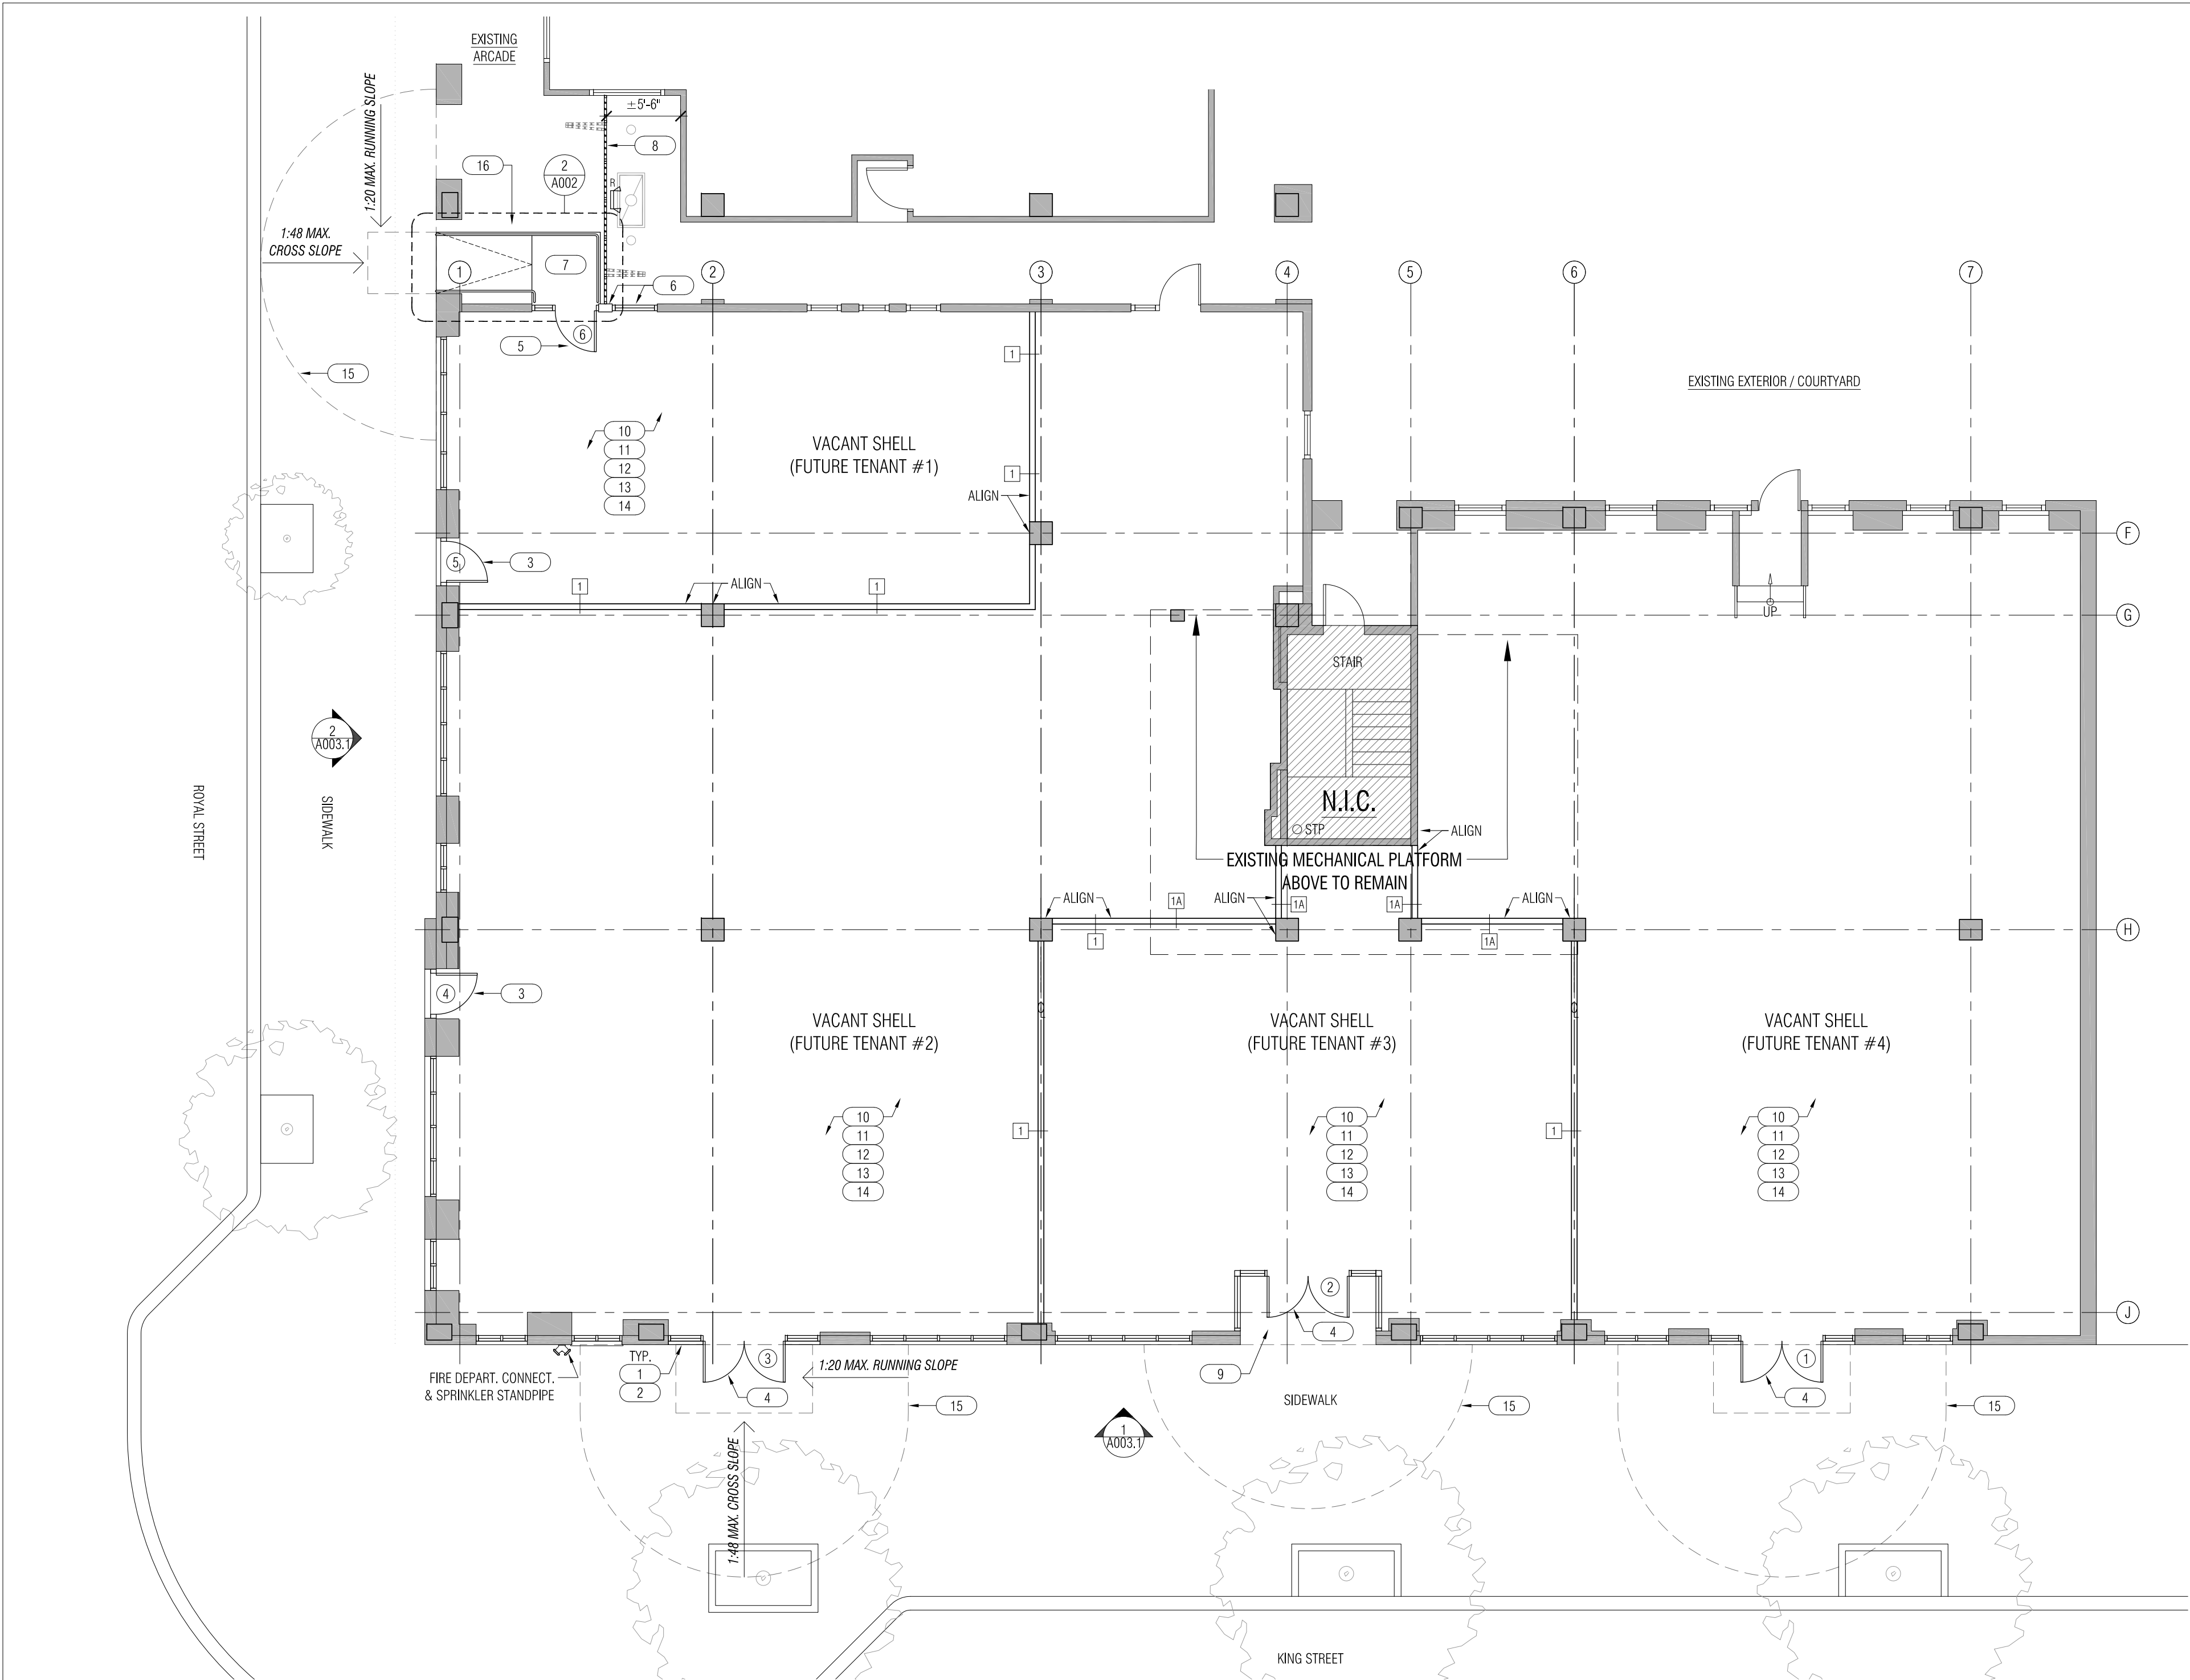 EXISTING
ARCADE
±5'-6"
8
1:20 MAX. RUNNING SLOPE
16
2
A002
R
1:48 MAX.
CROSS SLOPE
7
6
1
2
3
4
5
6
7
6
5
15
1
EXISTING EXTERIOR / COURTYARD
10
11
12
13
14
VACANT SHELL
(FUTURE TENANT #1)
1
ALIGN
F
5
3
1
ALIGN
1
UP
G
STAIR
2
A003.1
ROYAL STREET
SIDEWALK
N.I.C.
STP
ALIGN
EXISTING MECHANICAL PLATFORM
ABOVE TO REMAIN
ALIGN
1A
ALIGN
1A
1A
ALIGN
1
1A
H
4
3
VACANT SHELL
(FUTURE TENANT #2)
VACANT SHELL
(FUTURE TENANT #3)
VACANT SHELL
(FUTURE TENANT #4)
1
1
10
11
12
13
14
10
11
12
13
14
10
11
12
13
14
2
J
4
FIRE DEPART. CONNECT.
& SPRINKLER STANDPIPE
TYP.
1
2
3
1:20 MAX. RUNNING SLOPE
4
15
9
SIDEWALK
15
1
4
15
1
A003.1
1:48 MAX. CROSS SLOPE
KING STREET